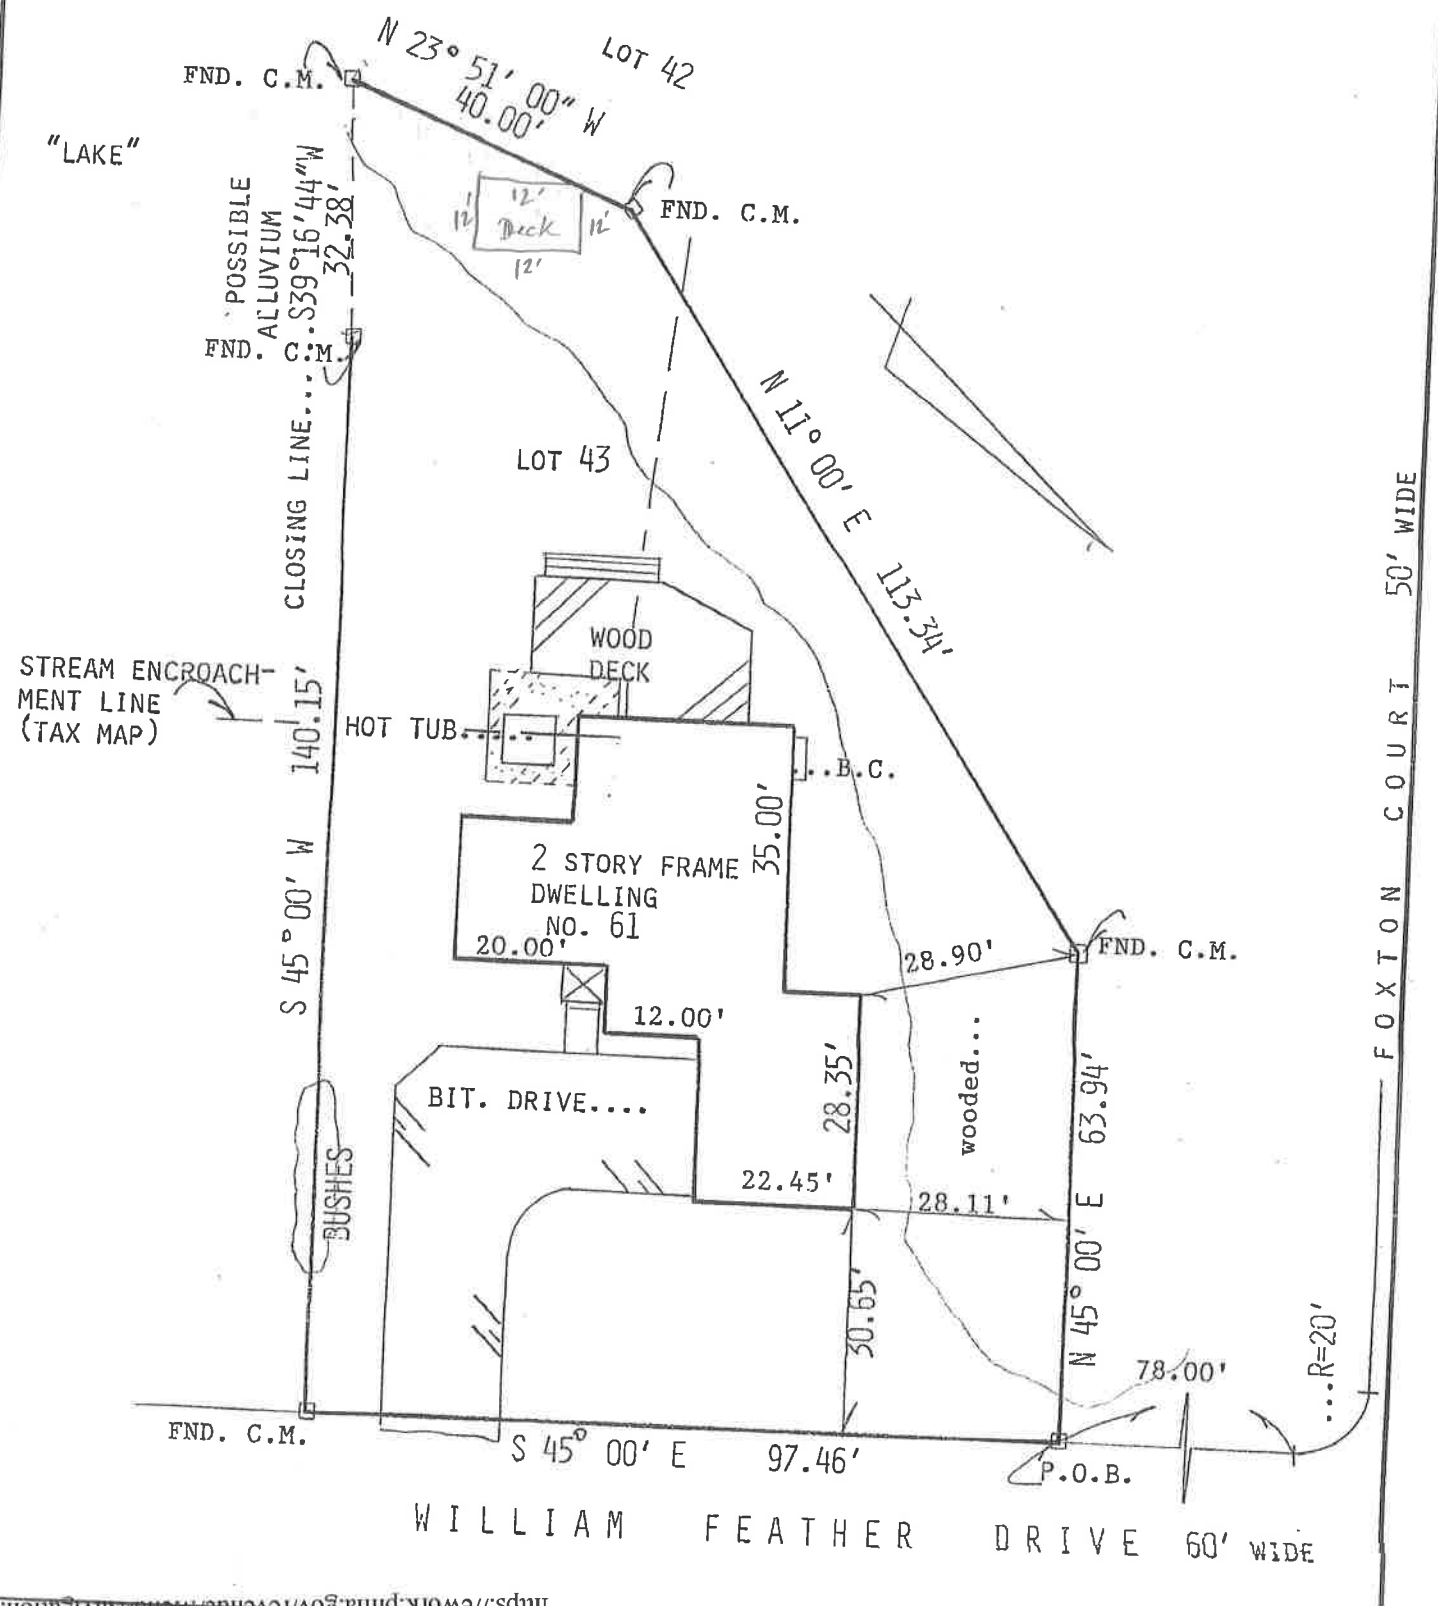 N 23° 51' 00" W
40.00'
LOT 42
FND. C.M.
"LAKE"
POSSIBLE
ALLUVIUM
CLOSING LINE....S39°16'44"W
32.38'
12'
12'
Deck
12'
12'
FND. C.M.
FND. C.M.
N 11° 00' E 113.34'
LOT 43
FOXTON COURT 50' WIDE
WOOD
DECK
STREAM ENCROACH-
MENT LINE
(TAX MAP)
HOT TUB.....
...B.C.
S 45° 00' W 140.15'
35.00'
2 STORY FRAME
DWELLING
NO. 61
20.00'
28.90'
FND. C.M.
12.00'
BIT. DRIVE....
28.35'
wooded...
N 45° 00' E 63.94'
BUSHES
22.45'
28.11'
30.65'
78.00'
...R=20'
FND. C.M.
S 45° 00' E 97.46'
P.O.B.
WILLIAM FEATHER DRIVE 60' WIDE